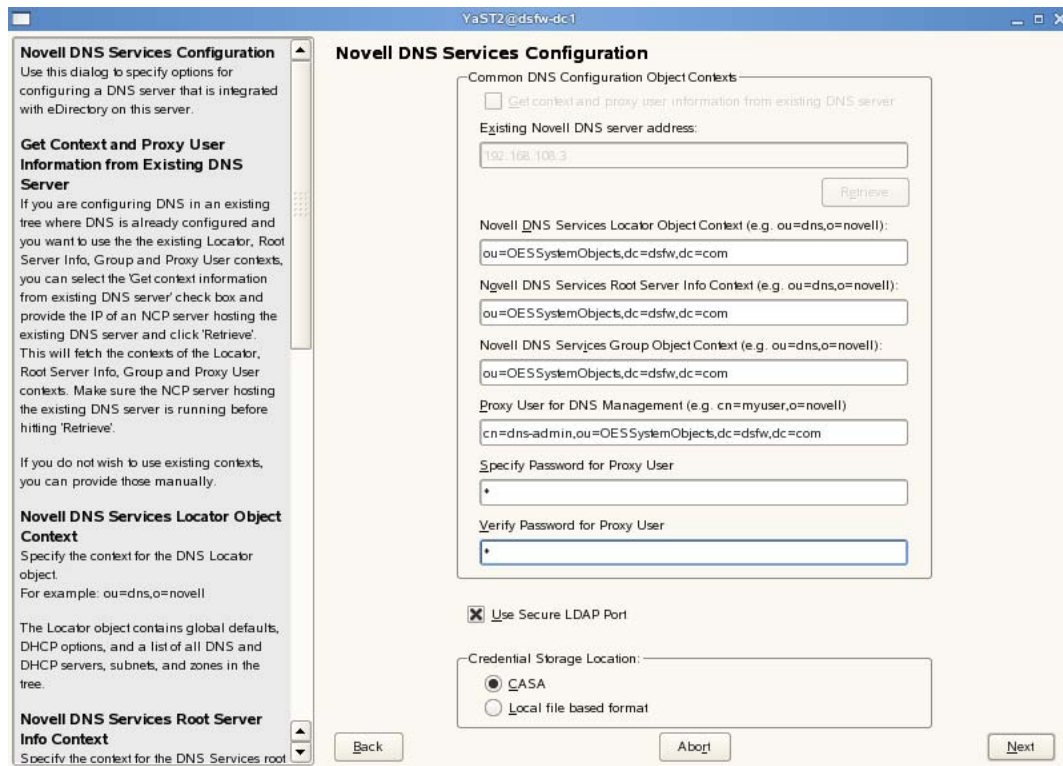 YaST2@dsfw-dc1
Novell DNS Services Configuration
Use this dialog to specify options for
configuring a DNS server that is integrated
with eDirectory on this server.
Get Context and Proxy User
Information from Existing DNS
Server
If you are configuring DNS in an existing
tree where DNS is already configured and
you want to use the the existing Locator, Root
Server Info, Group and Proxy User contexts,
you can select the 'Get context information
from existing DNS server' check box and
provide the IP of an NCP server hosting the
existing DNS server and click 'Retrieve'.
This will fetch the contexts of the Locator,
Root Server Info, Group and Proxy User
contexts. Make sure the NCP server hosting
the existing DNS server is running before
hitting 'Retrieve'.
If you do not wish to use existing contexts,
you can provide those manually.
Novell DNS Services Locator Object
Context
Specify the context for the DNS Locator
object.
For example: ou=dns,o=novell
The Locator object contains global defaults,
DHCP options, and a list of all DNS and
DHCP servers, subnets, and zones in the
tree.
Novell DNS Services Root Server
Info Context
Specify the context for the DNS Services root
Novell DNS Services Configuration
Common DNS Configuration Object Contexts
Get context and proxy user information from existing DNS server
Existing Novell DNS server address:
192.168.108.3
Retrieve
Novell DNS Services Locator Object Context (e.g. ou=dns,o=novell):
ou=OESSystemObjects,dc=dsfw,dc=com
Novell DNS Services Root Server Info Context (e.g. ou=dns,o=novell):
ou=OESSystemObjects,dc=dsfw,dc=com
Novell DNS Services Group Object Context (e.g. ou=dns,o=novell):
ou=OESSystemObjects,dc=dsfw,dc=com
Proxy User for DNS Management (e.g. cn=myuser,o=novell)
cn=dns-admin,ou=OESSystemObjects,dc=dsfw,dc=com
Specify Password for Proxy User
*
Verify Password for Proxy User
*
Use Secure LDAP Port
Credential Storage Location:
CASA
Local file based format
Back
Abort
Next